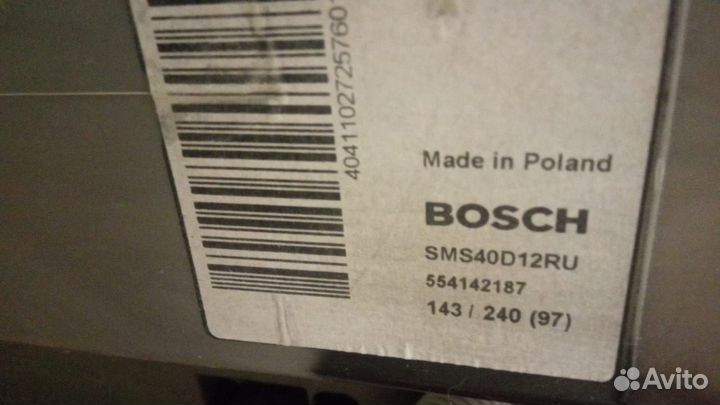 4041102725760
Made in Poland
BOSCH
SMS40D12RU
554142187
143 / 240 (97)
Avito